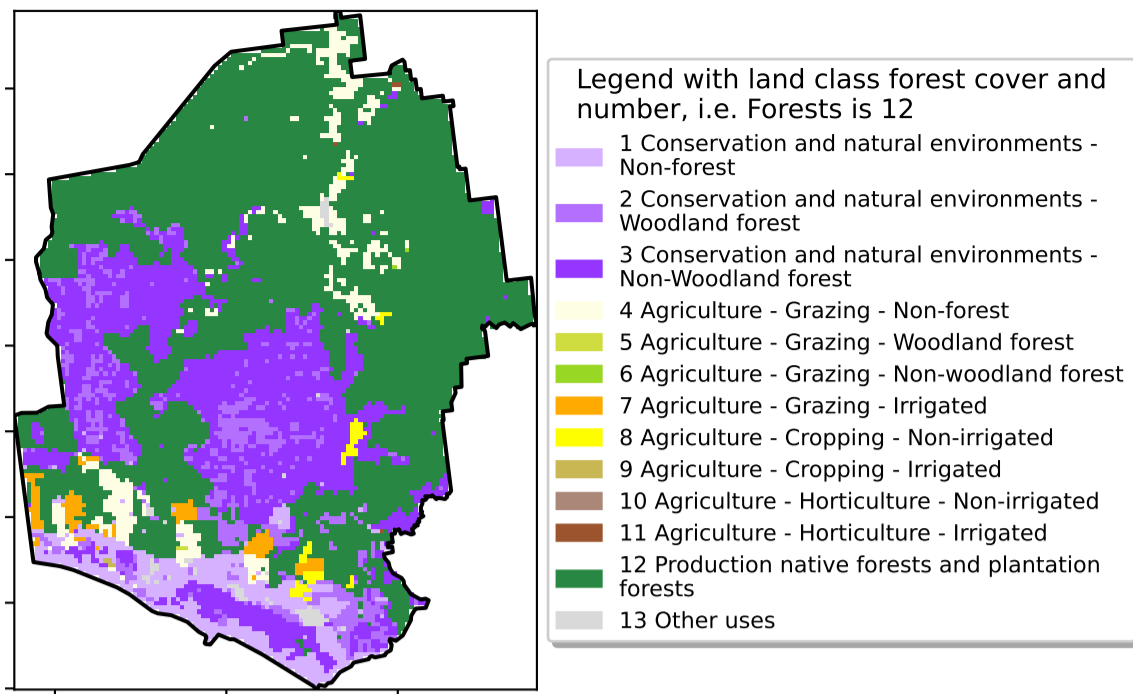 Legend with land class forest cover and
number, i.e. Forests is 12
1 Conservation and natural environments -
Non-forest
2 Conservation and natural environments -
Woodland forest
3 Conservation and natural environments -
Non-Woodland forest
4 Agriculture - Grazing - Non-forest
5 Agriculture - Grazing - Woodland forest
6 Agriculture - Grazing - Non-woodland forest
7 Agriculture - Grazing - Irrigated
8 Agriculture - Cropping - Non-irrigated
9 Agriculture - Cropping - Irrigated
10 Agriculture - Horticulture - Non-irrigated
11 Agriculture - Horticulture - Irrigated
12 Production native forests and plantation
forests
13 Other uses